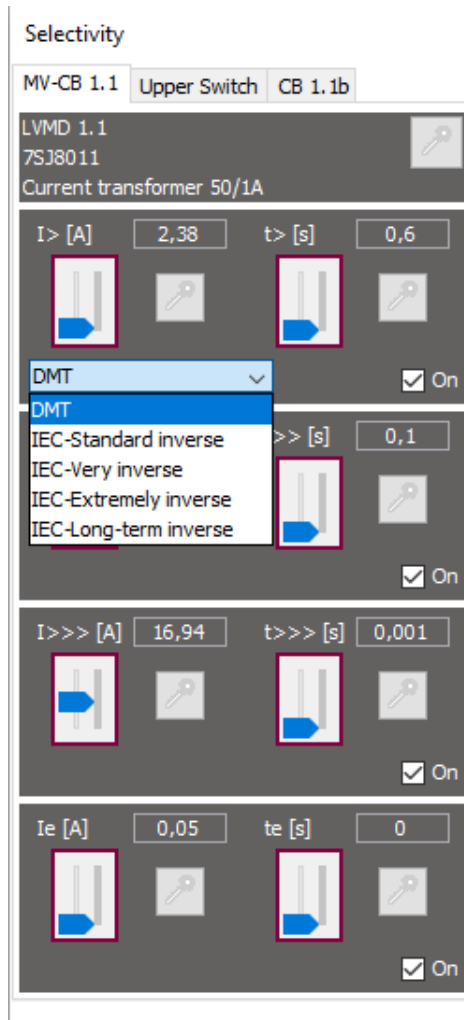 Selectivity
MV-CB 1.1 Upper Switch CB 1.1b
LVMD 1.1
7SJ8011
Current transformer 50/1A
I> [A] 2,38 t> [s] 0,6
DMT On
DMT
IEC-Standard inverse >> [s] 0,1
IEC-Very inverse
IEC-Extremely inverse
IEC-Long-term inverse
On
I>>> [A] 16,94 t>>> [s] 0,001
On
Ie [A] 0,05 te [s] 0
On